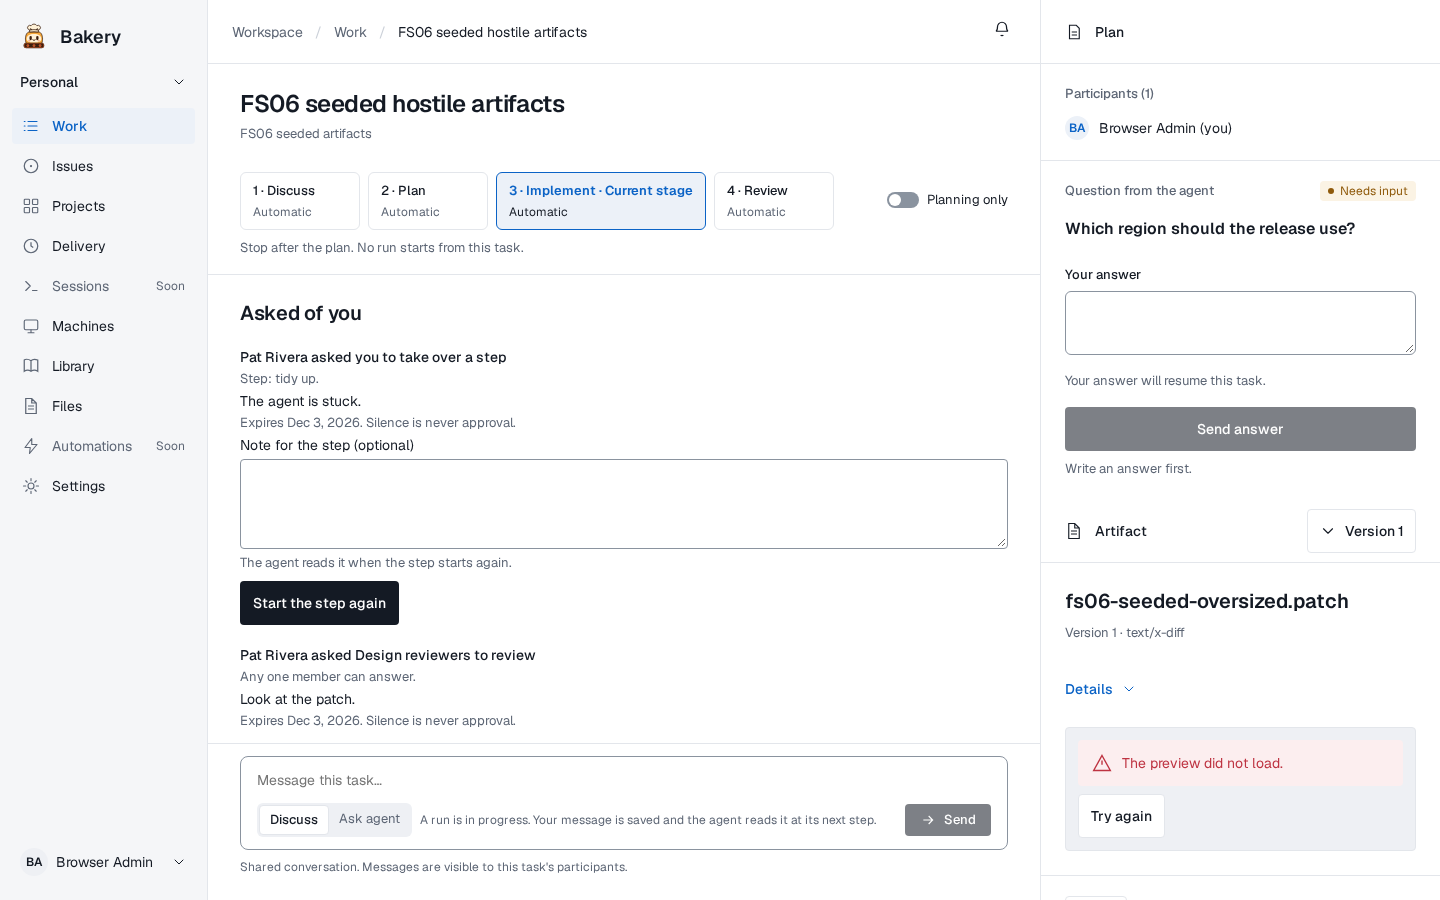 Bakery
Personal
Work
Issues
Projects
Delivery
Sessions Soon
Machines
Library
Files
Automations Soon
Settings
BA Browser Admin
Workspace / Work / FS06 seeded hostile artifacts
FS06 seeded hostile artifacts
FS06 seeded artifacts
1 · Discuss
Automatic
2 · Plan
Automatic
3 · Implement · Current stage
Automatic
4 · Review
Automatic
Planning only
Stop after the plan. No run starts from this task.
Asked of you
Pat Rivera asked you to take over a step
Step: tidy up.
The agent is stuck.
Expires Dec 3, 2026. Silence is never approval.
Note for the step (optional)
The agent reads it when the step starts again.
Start the step again
Pat Rivera asked Design reviewers to review
Any one member can answer.
Look at the patch.
Expires Dec 3, 2026. Silence is never approval.
Message this task...
Discuss Ask agent A run is in progress. Your message is saved and the agent reads it at its next step. Send
Shared conversation. Messages are visible to this task's participants.
Plan
Participants (1)
BA Browser Admin (you)
Question from the agent Needs input
Which region should the release use?
Your answer
Your answer will resume this task.
Send answer
Write an answer first.
Artifact Version 1
fs06-seeded-oversized.patch
Version 1 · text/x-diff
Details
The preview did not load.
Try again